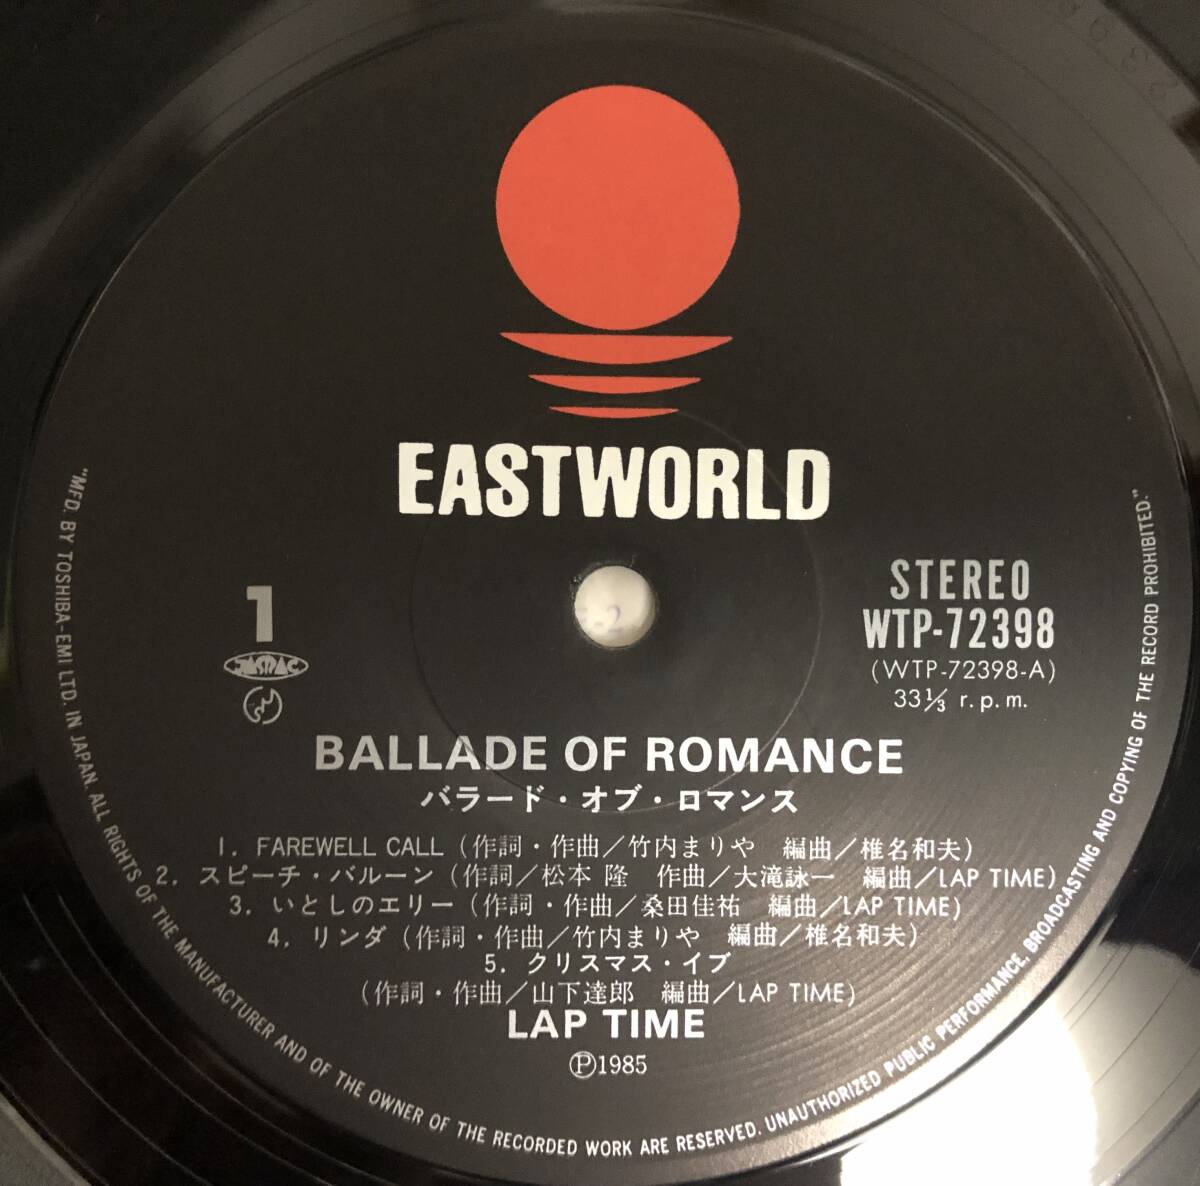 EASTWORLD
1
JASRAC
STEREO
WTP-72398
(WTP-72398-A)
33⅓ r.p.m.
BALLADE OF ROMANCE
バラード・オブ・ロマンス
1. FAREWELL CALL (作詞・作曲/竹内まりや 編曲/椎名和夫)
2. スピーチ・バルーン (作詞/松本 隆 作曲/大滝詠一 編曲/LAP TIME)
3. いとしのエリー (作詞・作曲/桑田佳祐 編曲/LAP TIME)
4. リンダ (作詞・作曲/竹内まりや 編曲/椎名和夫)
5. クリスマス・イブ
(作詞・作曲/山下達郎 編曲/LAP TIME)
LAP TIME
Ⓟ1985
"MFD. BY TOSHIBA-EMI LTD. IN JAPAN. ALL RIGHTS OF THE MANUFACTURER AND OF THE OWNER OF THE RECORDED WORK ARE RESERVED. UNAUTHORIZED PUBLIC PERFORMANCE, BROADCASTING AND COPYING OF THE RECORD PROHIBITED."